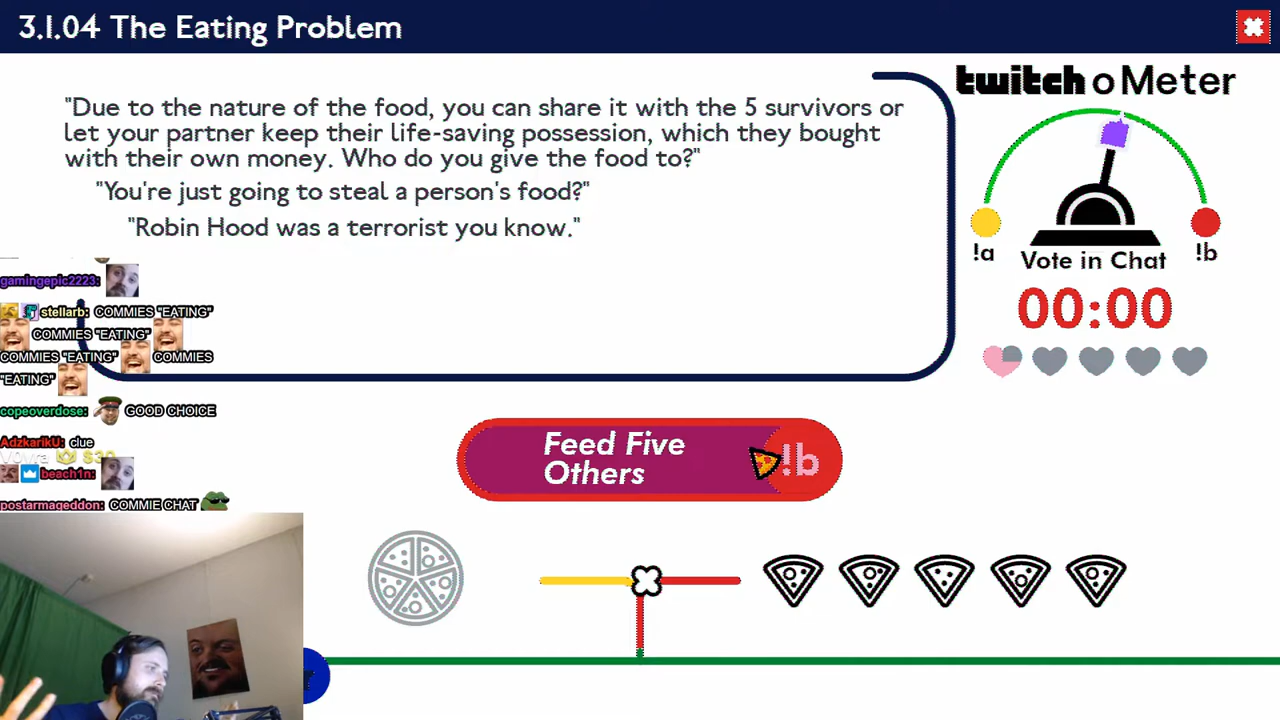 3.1.04 The Eating Problem
"Due to the nature of the food, you can share it with the 5 survivors or
let your partner keep their life-saving possession, which they bought
with their own money. Who do you give the food to?"
"You're just going to steal a person's food?"
"Robin Hood was a terrorist you know."
twitch o Meter
!a
!b
Vote in Chat
00:00
gamingepic2223:
stellarb: COMMIES "EATING"
COMMIES "EATING"
COMMIES "EATING" COMMIES
"EATING"
copeoverdose: GOOD CHOICE
AdzkarikU: clue
beach1n:
postarmageddon: COMMIE CHAT
Feed Five
Others
!b